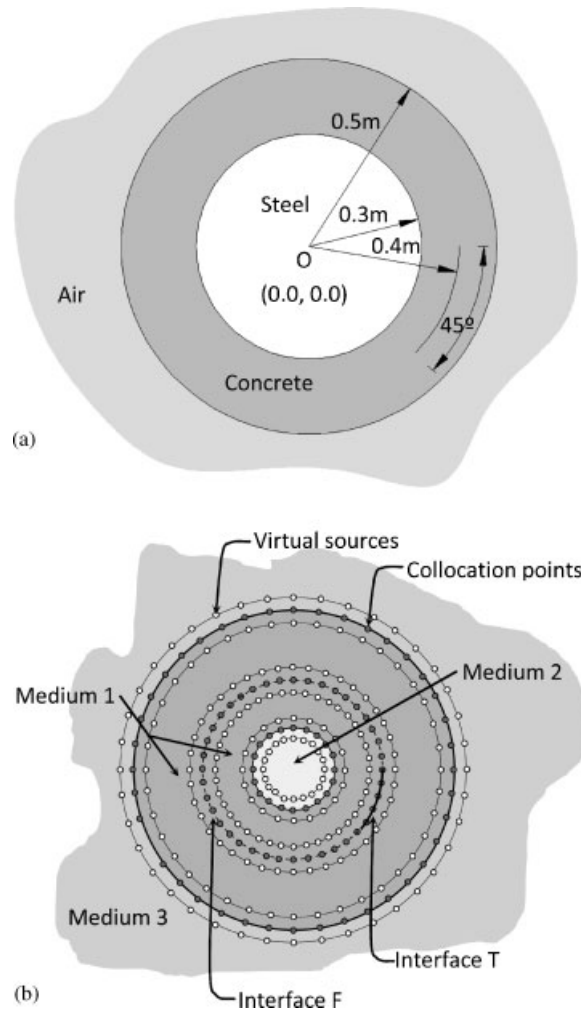 0.5m
Steel
0.3m
0.4m
O
(0.0, 0.0)
Air
45º
Concrete
(a)
Virtual sources
Collocation points
Medium 1
Medium 2
Medium 3
Interface T
Interface F
(b)